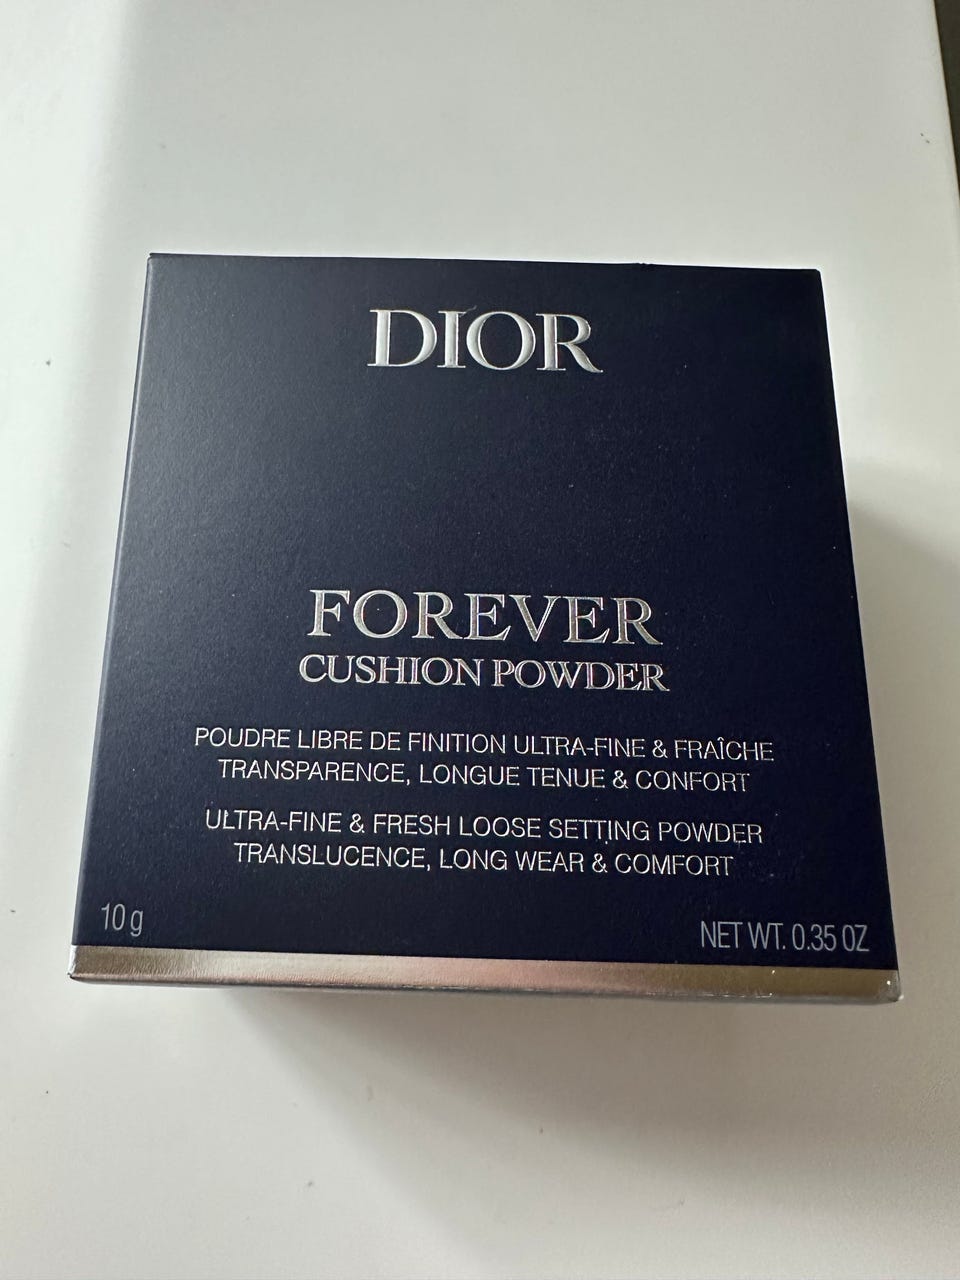 DIOR
FOREVER
CUSHION POWDER
POUDRE LIBRE DE FINITION ULTRA-FINE & FRAÎCHE
TRANSPARENCE, LONGUE TENUE & CONFORT
ULTRA-FINE & FRESH LOOSE SETTING POWDER
TRANSLUCENCE, LONG WEAR & COMFORT
10 g
NET WT. 0.35 OZ